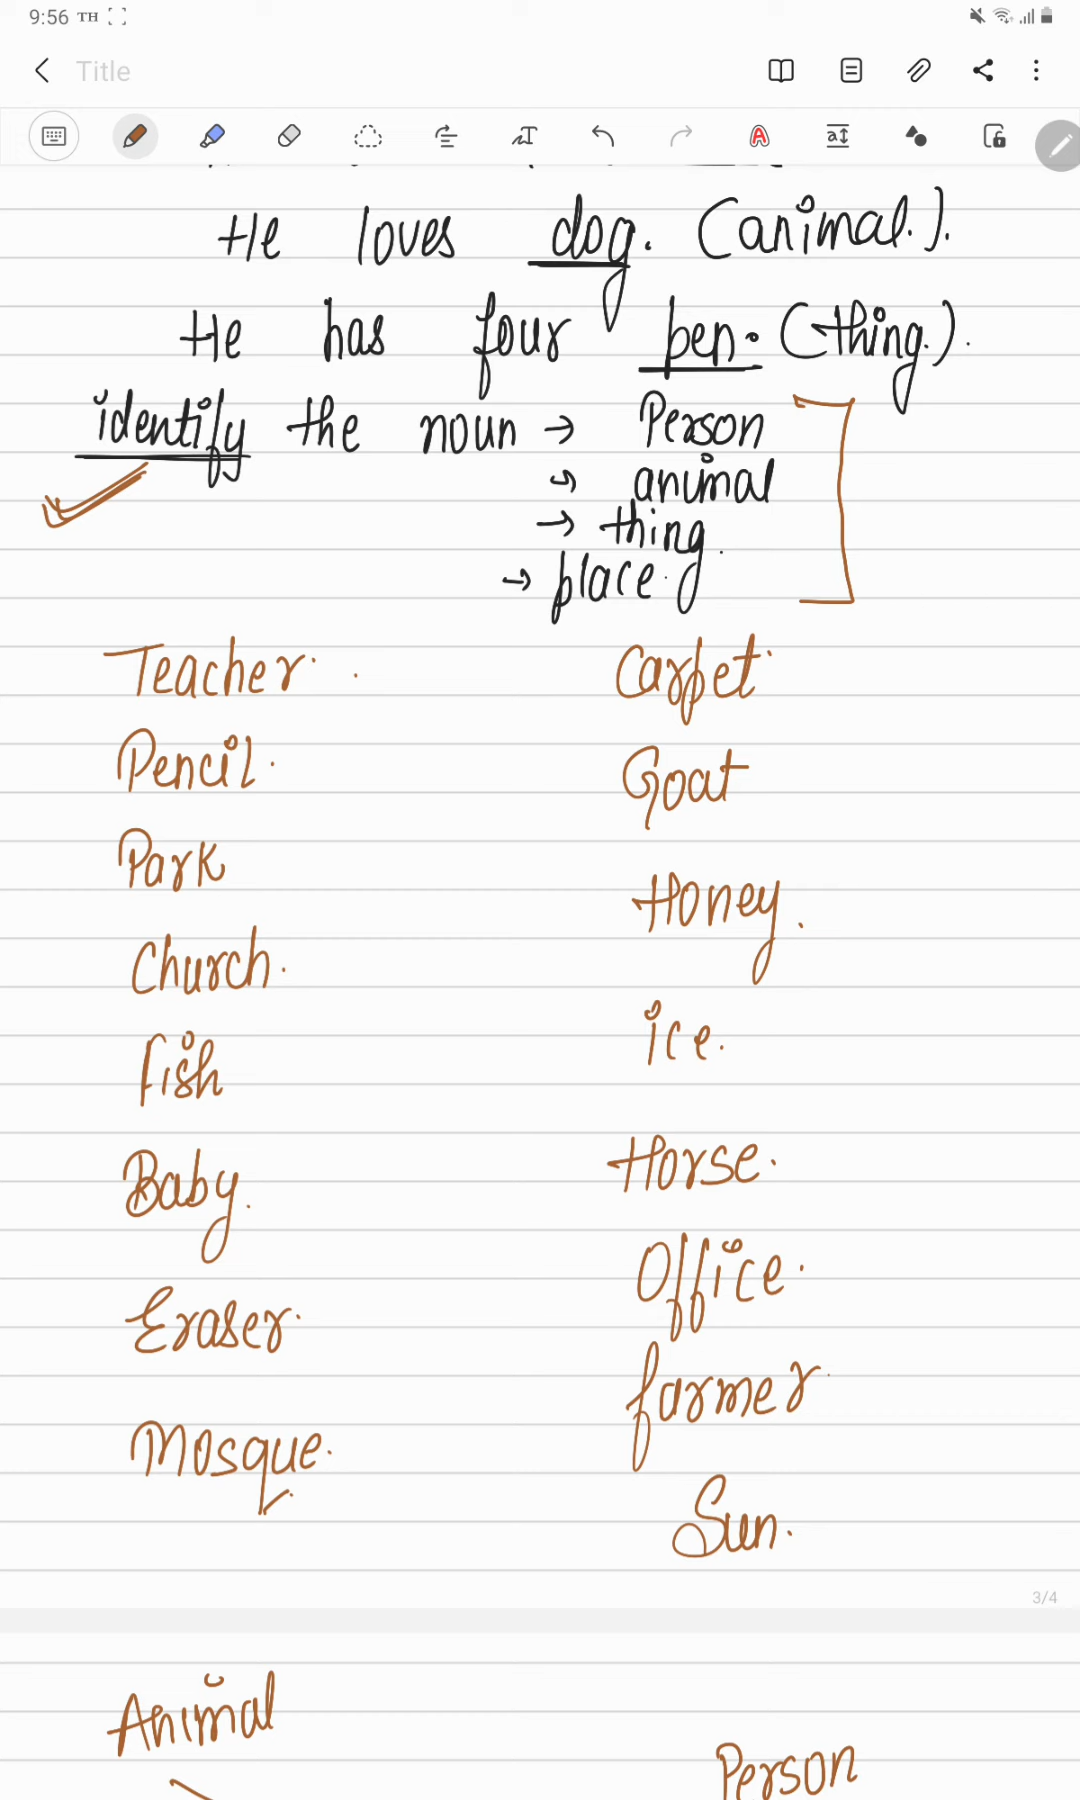 9:56 TH
Title
He loves dog. (animal.).
He has four pen. (thing.).
identify the noun → Person
→ animal
→ thing.
→ place.
Teacher. Carpet.
Pencil. Goat
Park Honey.
Church. ice.
Fish Horse.
Baby. Office.
Eraser. farmer.
Mosque. Sun.
3/4
Animal
Person